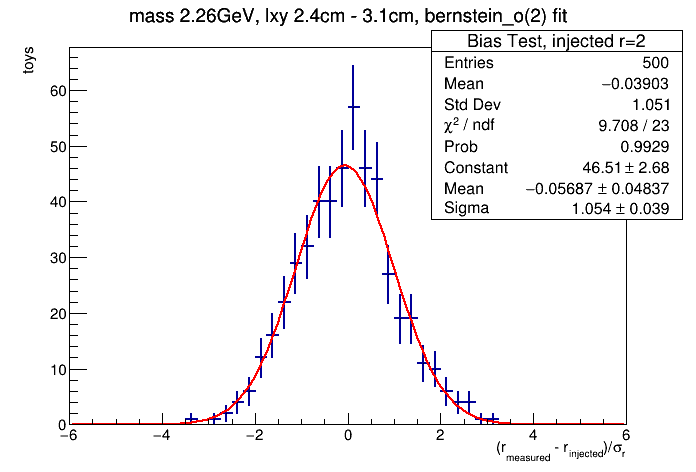 mass 2.26GeV, lxy 2.4cm - 3.1cm, bernstein_o(2) fit
Bias Test, injected r=2
Entries 500
Mean −0.03903
Std Dev 1.051
χ² / ndf 9.708 / 23
Prob 0.9929
Constant 46.51 ± 2.68
Mean −0.05687 ± 0.04837
Sigma 1.054 ± 0.039
toys
60
50
40
30
20
10
0
−6 −4 −2 0 2 4 6
(r_measured - r_injected)/σ_r